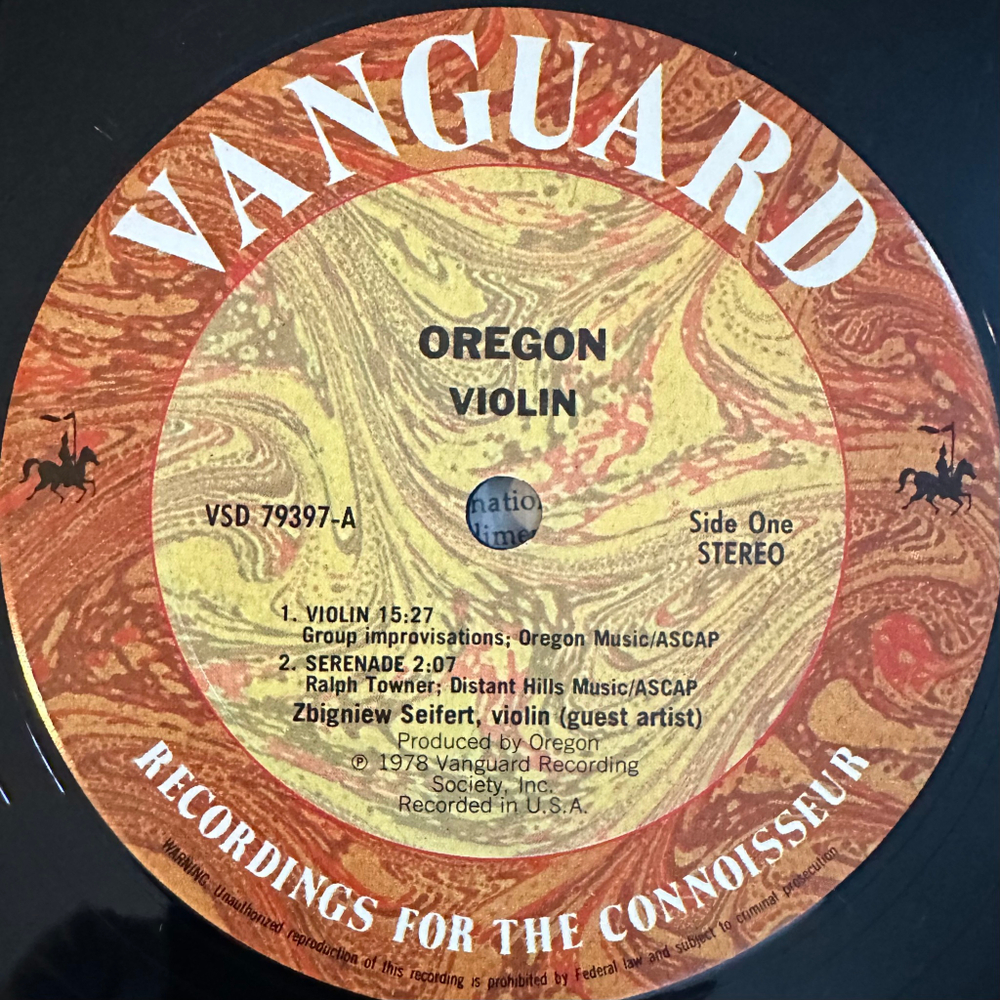 VANGUARD
OREGON
VIOLIN
VSD 79397-A
Side One
STEREO
1. VIOLIN 15:27
Group improvisations; Oregon Music/ASCAP
2. SERENADE 2:07
Ralph Towner; Distant Hills Music/ASCAP
Zbigniew Seifert, violin (guest artist)
Produced by Oregon
℗ 1978 Vanguard Recording
Society, Inc.
Recorded in U.S.A.
RECORDINGS FOR THE CONNOISSEUR
WARNING: Unauthorized reproduction of this recording is prohibited by Federal law and subject to criminal prosecution